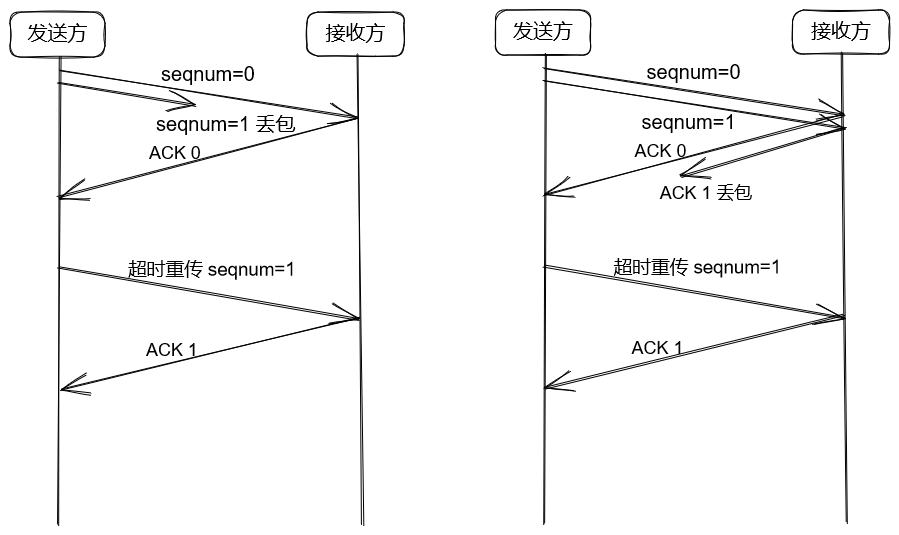 发送方
接收方
seqnum=0
seqnum=1 丢包
ACK 0
超时重传 seqnum=1
ACK 1
发送方
接收方
seqnum=0
seqnum=1
ACK 0
ACK 1 丢包
超时重传 seqnum=1
ACK 1